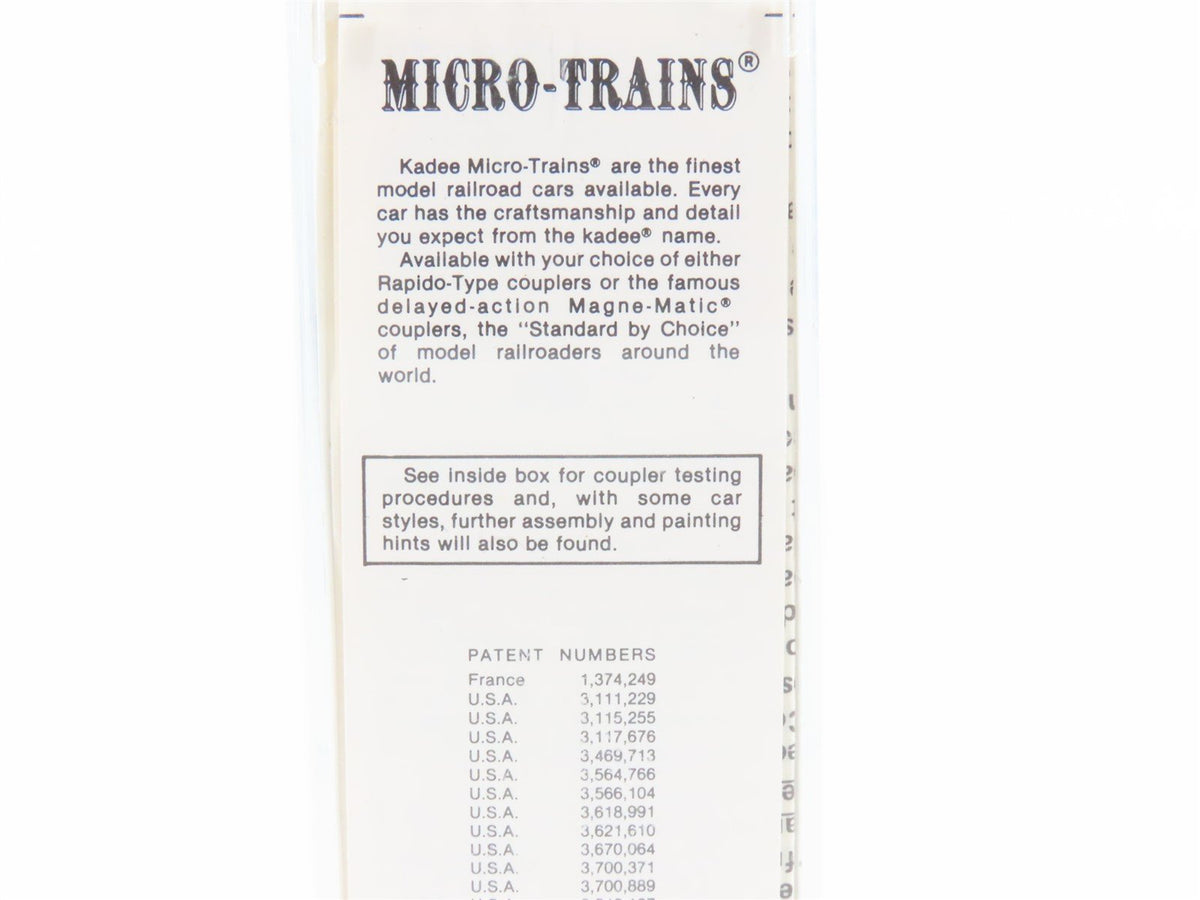 MICRO-TRAINS®
Kadee Micro-Trains® are the finest
model railroad cars available. Every
car has the craftsmanship and detail
you expect from the kadee® name.
Available with your choice of either
Rapido-Type couplers or the famous
delayed-action Magne-Matic®
couplers, the “Standard by Choice”
of model railroaders around the
world.
See inside box for coupler testing
procedures and, with some car
styles, further assembly and painting
hints will also be found.
PATENT NUMBERS
France 1,374,249
U.S.A. 3,111,229
U.S.A. 3,115,255
U.S.A. 3,117,676
U.S.A. 3,469,713
U.S.A. 3,564,766
U.S.A. 3,566,104
U.S.A. 3,618,991
U.S.A. 3,621,610
U.S.A. 3,670,064
U.S.A. 3,700,371
U.S.A. 3,700,889